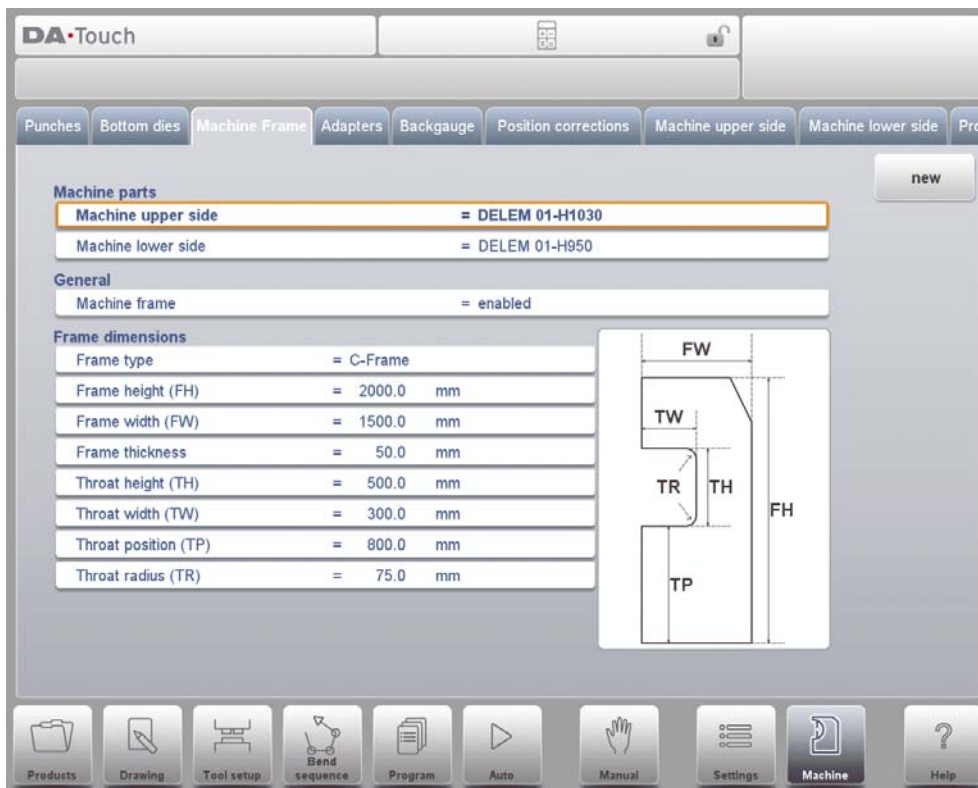 DA•Touch
Punches Bottom dies Machine Frame Adapters Backgauge Position corrections Machine upper side Machine lower side
new
Machine parts
Machine upper side = DELEM 01-H1030
Machine lower side = DELEM 01-H950
General
Machine frame = enabled
Frame dimensions
Frame type = C-Frame
Frame height (FH) = 2000.0 mm
Frame width (FW) = 1500.0 mm
Frame thickness = 50.0 mm
Throat height (TH) = 500.0 mm
Throat width (TW) = 300.0 mm
Throat position (TP) = 800.0 mm
Throat radius (TR) = 75.0 mm
FW
TW
TR TH
FH
TP
Products Drawing Tool setup Bend sequence Program Auto Manual Settings Machine Help